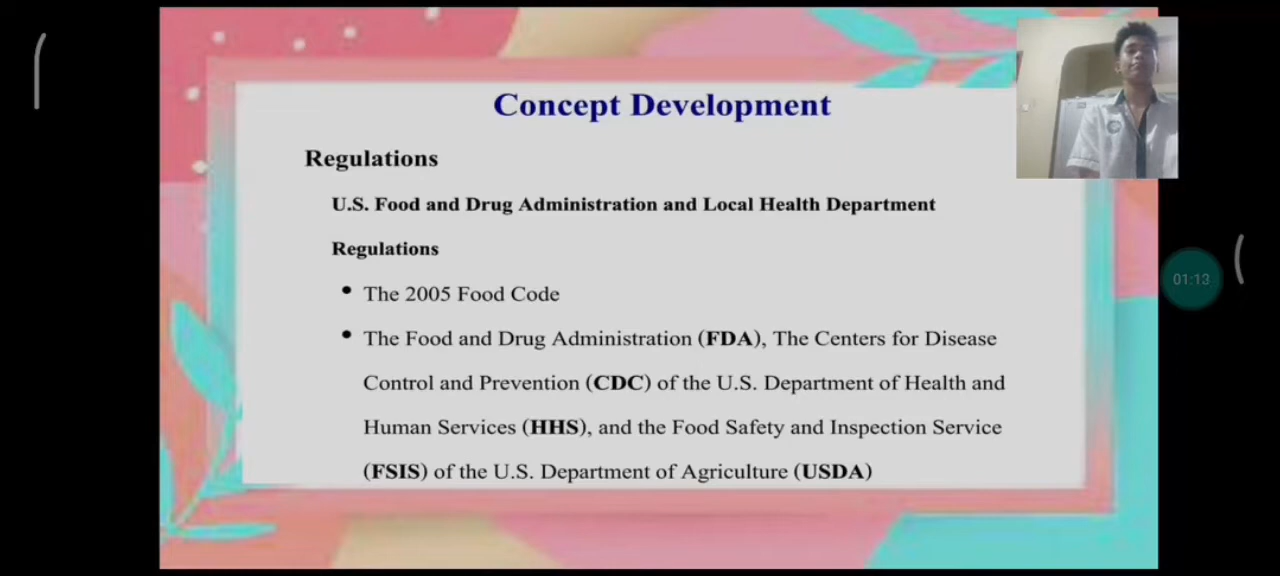 Concept Development
Regulations
U.S. Food and Drug Administration and Local Health Department
Regulations
• The 2005 Food Code
• The Food and Drug Administration (FDA), The Centers for Disease
Control and Prevention (CDC) of the U.S. Department of Health and
Human Services (HHS), and the Food Safety and Inspection Service
(FSIS) of the U.S. Department of Agriculture (USDA)
01:13